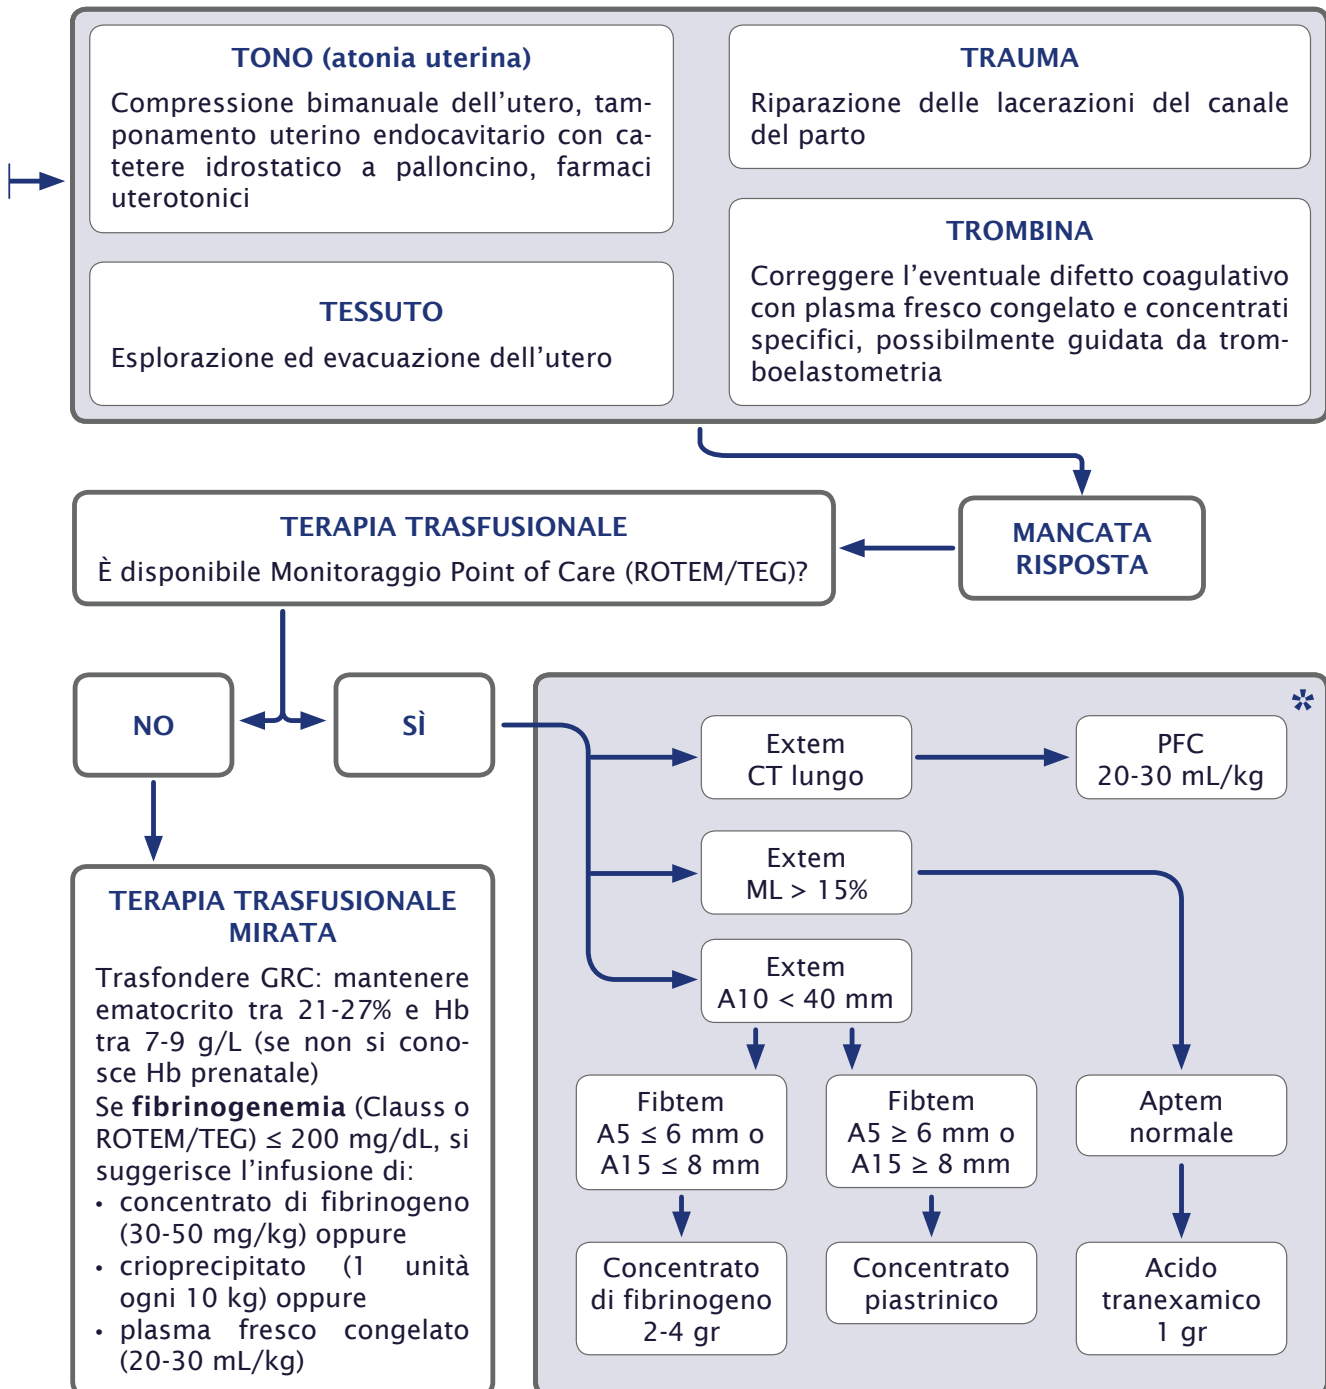 TONO (atonia uterina)
Compressione bimanuale dell’utero, tam-
ponamento uterino endocavitario con ca-
tetere idrostatico a palloncino, farmaci
uterotonici
TRAUMA
Riparazione delle lacerazioni del canale
del parto
TESSUTO
Esplorazione ed evacuazione dell’utero
TROMBINA
Correggere l’eventuale difetto coagulativo
con plasma fresco congelato e concentrati
specifici, possibilmente guidata da trom-
boelastometria
MANCATA
RISPOSTA
TERAPIA TRASFUSIONALE
È disponibile Monitoraggio Point of Care (ROTEM/TEG)?
NO
SÌ
TERAPIA TRASFUSIONALE
MIRATA
Trasfondere GRC: mantenere
ematocrito tra 21-27% e Hb
tra 7-9 g/L (se non si cono-
sce Hb prenatale)
Se fibrinogenemia (Clauss o
ROTEM/TEG) ≤ 200 mg/dL, si
suggerisce l’infusione di:
• concentrato di fibrinogeno
(30-50 mg/kg) oppure
• crioprecipitato (1 unità
ogni 10 kg) oppure
• plasma fresco congelato
(20-30 mL/kg)
*
Extem
CT lungo
PFC
20-30 mL/kg
Extem
ML > 15%
Extem
A10 < 40 mm
Fibtem
A5 ≤ 6 mm o
A15 ≤ 8 mm
Fibtem
A5 ≥ 6 mm o
A15 ≥ 8 mm
Aptem
normale
Concentrato
di fibrinogeno
2-4 gr
Concentrato
piastrinico
Acido
tranexamico
1 gr